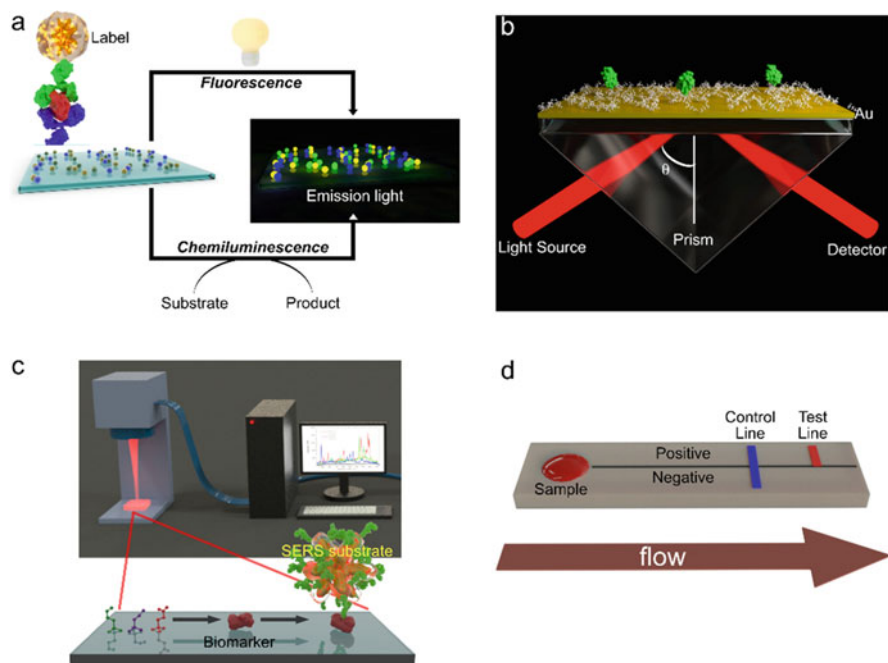 a
Label
Fluorescence
Emission light
Chemiluminescence
Substrate
Product
b
Au
θ
Prism
Light Source
Detector
c
SERS substrate
Biomarker
d
Control
Line
Test
Line
Positive
Negative
Sample
flow